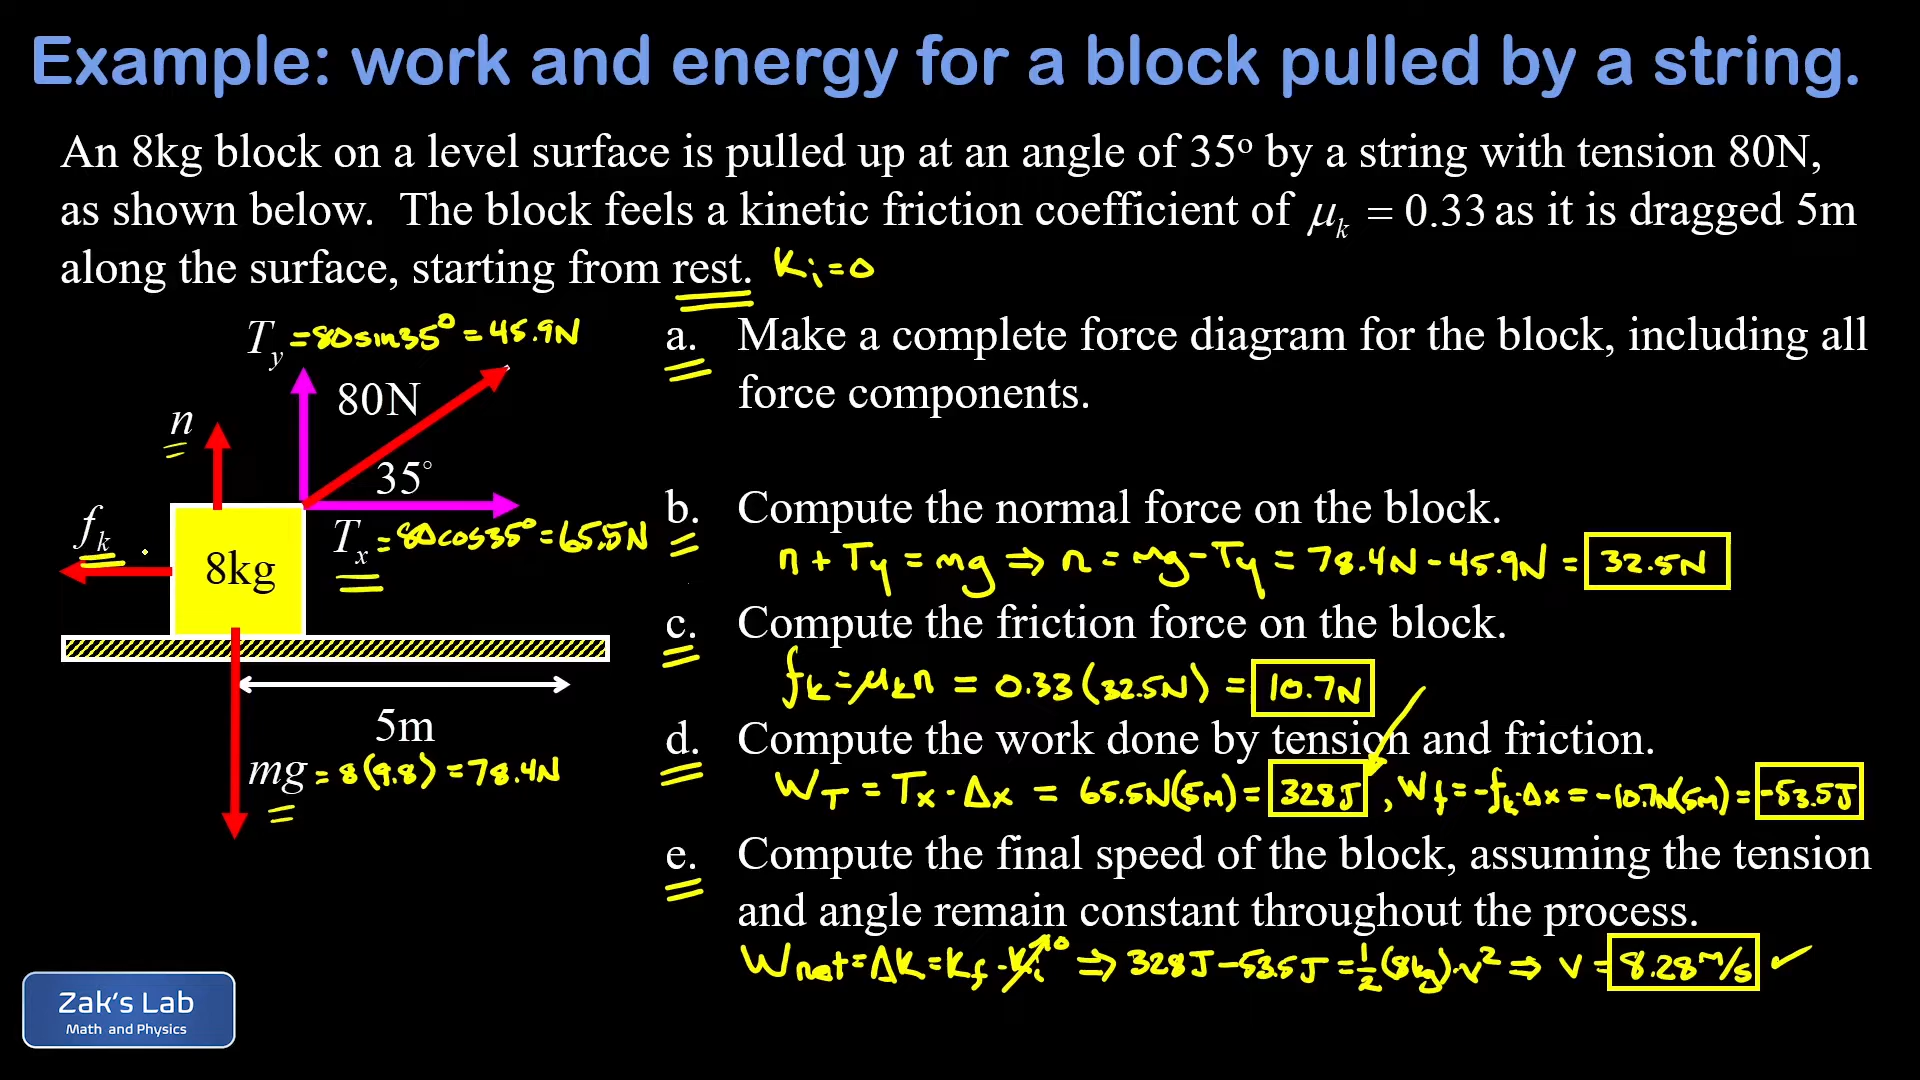 Example: work and energy for a block pulled by a string.
An 8kg block on a level surface is pulled up at an angle of 35° by a string with tension 80N,
as shown below. The block feels a kinetic friction coefficient of μk = 0.33 as it is dragged 5m
along the surface, starting from rest. Ki=0
Ty =80sin35°=45.9N
80N
n
35°
fk
Tx =80cos35°=65.5N
8kg
5m
mg =8(9.8)=78.4N
a. Make a complete force diagram for the block, including all
force components.
b. Compute the normal force on the block.
n+Ty=mg⇒n=mg-Ty=78.4N-45.9N=32.5N
c. Compute the friction force on the block.
fk=μkn=0.33(32.5N)=10.7N
d. Compute the work done by tension and friction.
WT=Tx·Δx=65.5N(5m)=328J, Wf=-fk·Δx=-10.7N(5m)=-53.5J
e. Compute the final speed of the block, assuming the tension
and angle remain constant throughout the process.
Wnet=ΔK=Kf-Ki 0⇒328J-53.5J=1/2(8kg)·v²⇒v=8.28m/s ✓
Zak's Lab
Math and Physics